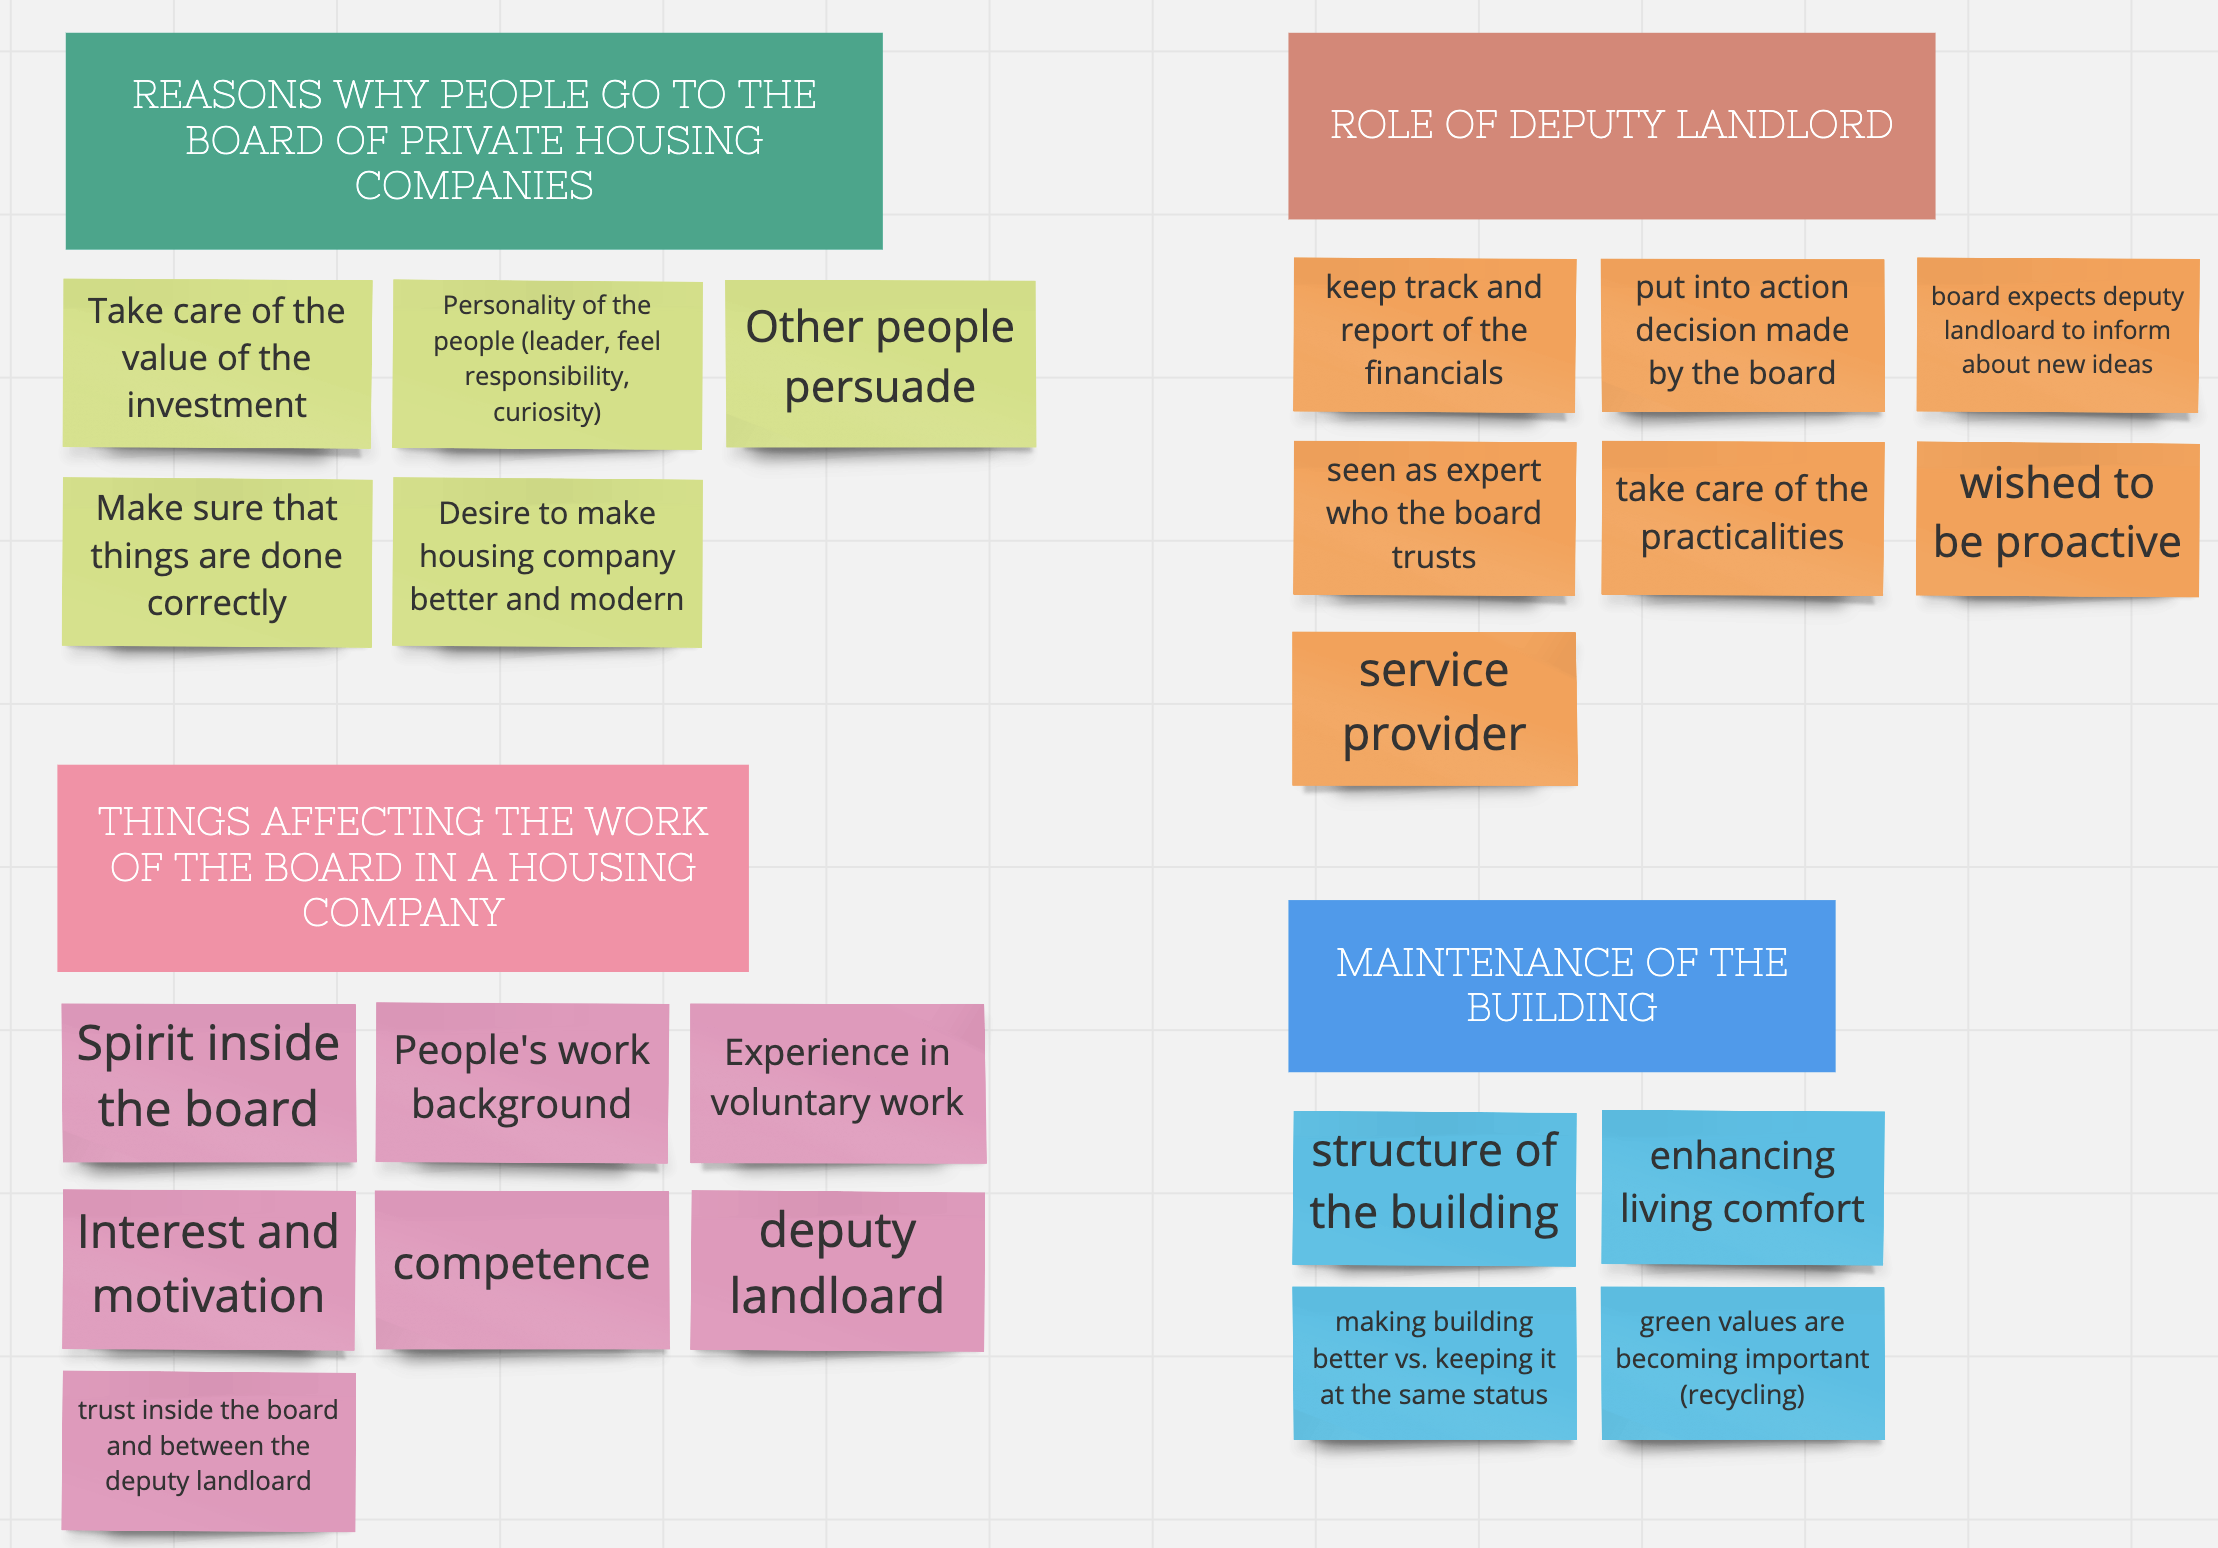 REASONS WHY PEOPLE GO TO THE
BOARD OF PRIVATE HOUSING
COMPANIES
Take care of the
value of the
investment
Personality of the
people (leader, feel
responsibility,
curiosity)
Other people
persuade
Make sure that
things are done
correctly
Desire to make
housing company
better and modern
THINGS AFFECTING THE WORK
OF THE BOARD IN A HOUSING
COMPANY
Spirit inside
the board
People's work
background
Experience in
voluntary work
Interest and
motivation
competence
deputy
landloard
trust inside the board
and between the
deputy landloard
ROLE OF DEPUTY LANDLORD
keep track and
report of the
financials
put into action
decision made
by the board
board expects deputy
landloard to inform
about new ideas
seen as expert
who the board
trusts
take care of the
practicalities
wished to
be proactive
service
provider
MAINTENANCE OF THE
BUILDING
structure of
the building
enhancing
living comfort
making building
better vs. keeping it
at the same status
green values are
becoming important
(recycling)